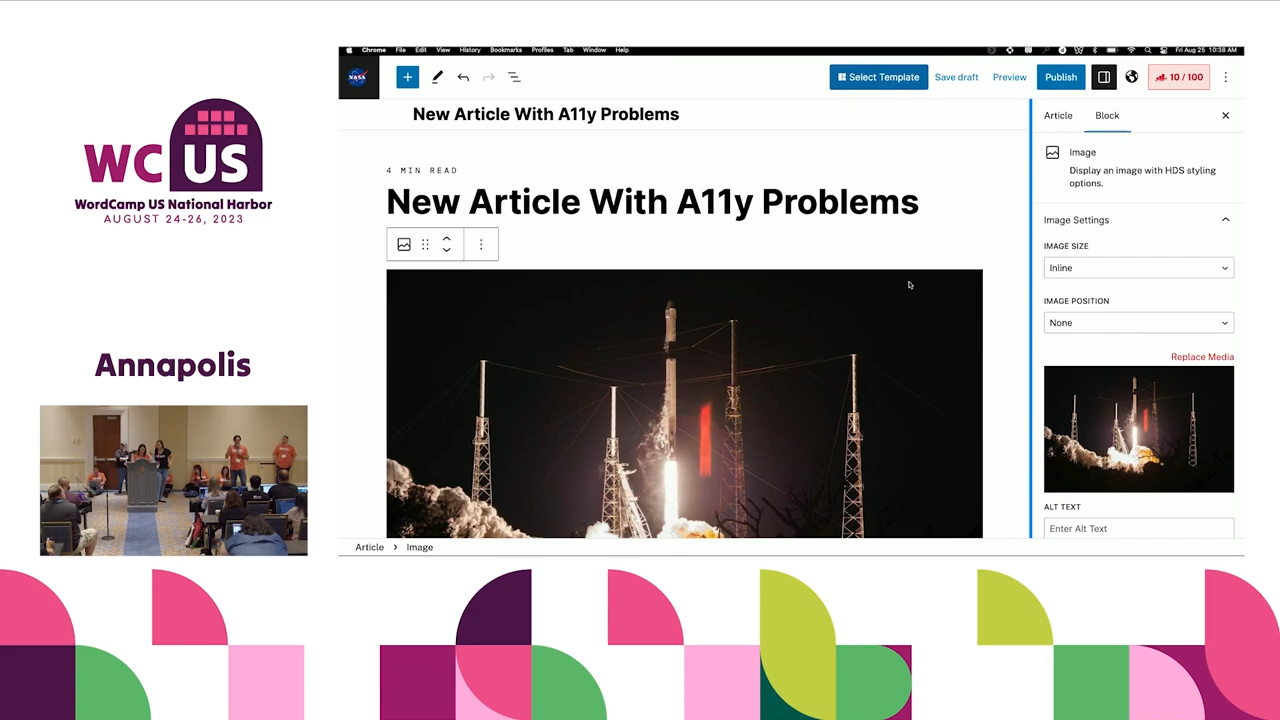 WC US
WordCamp US National Harbor
AUGUST 24-26, 2023
Annapolis
Chrome File Edit View History Bookmarks Profiles Tab Window Help
Fri Aug 25 10:38 AM
NASA
Select Template
Save draft
Preview
Publish
10 / 100
New Article With A11y Problems
4 MIN READ
New Article With A11y Problems
Article
Block
Image
Display an image with HDS styling
options.
Image Settings
IMAGE SIZE
Inline
IMAGE POSITION
None
Replace Media
ALT TEXT
Enter Alt Text
Article > Image